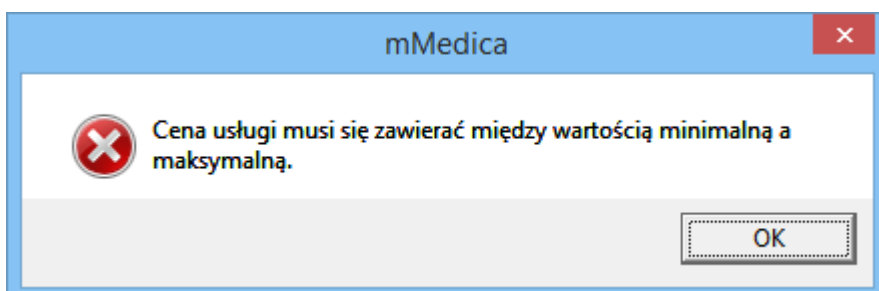 mMedica
Cena usługi musi się zawierać między wartością minimalną a
maksymalną.
OK